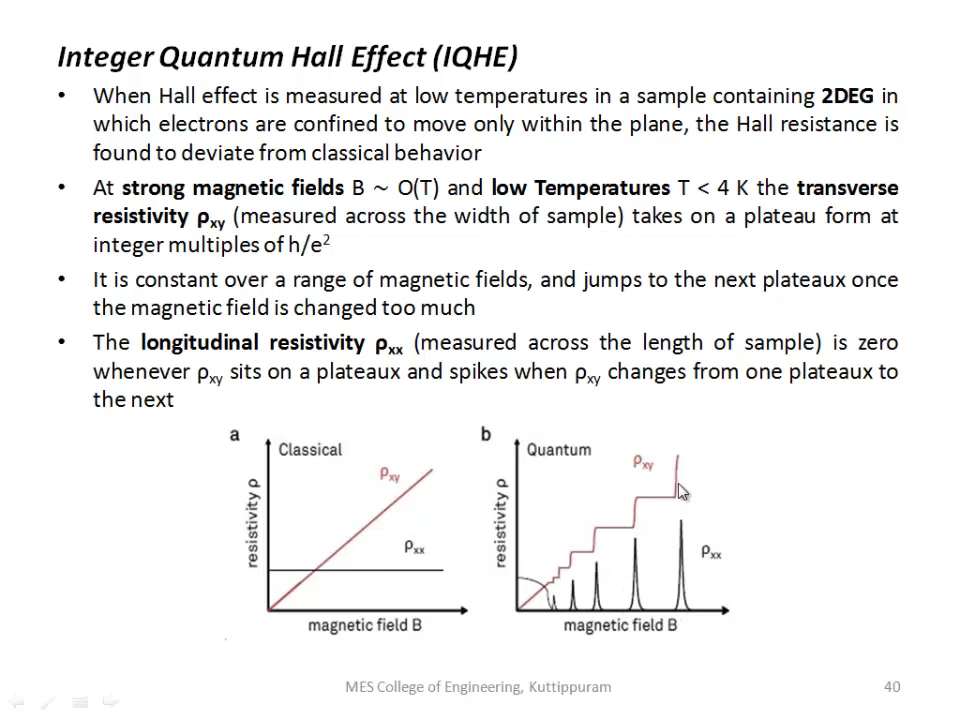 Integer Quantum Hall Effect (IQHE)
• When Hall effect is measured at low temperatures in a sample containing 2DEG in
which electrons are confined to move only within the plane, the Hall resistance is
found to deviate from classical behavior
• At strong magnetic fields B ∼ O(T) and low Temperatures T < 4 K the transverse
resistivity ρxy (measured across the width of sample) takes on a plateau form at
integer multiples of h/e²
• It is constant over a range of magnetic fields, and jumps to the next plateaux once
the magnetic field is changed too much
• The longitudinal resistivity ρxx (measured across the length of sample) is zero
whenever ρxy sits on a plateaux and spikes when ρxy changes from one plateaux to
the next
a
Classical
ρxy
ρxx
resistivity ρ
magnetic field B
b
Quantum
ρxy
ρxx
resistivity ρ
magnetic field B
MES College of Engineering, Kuttippuram
40